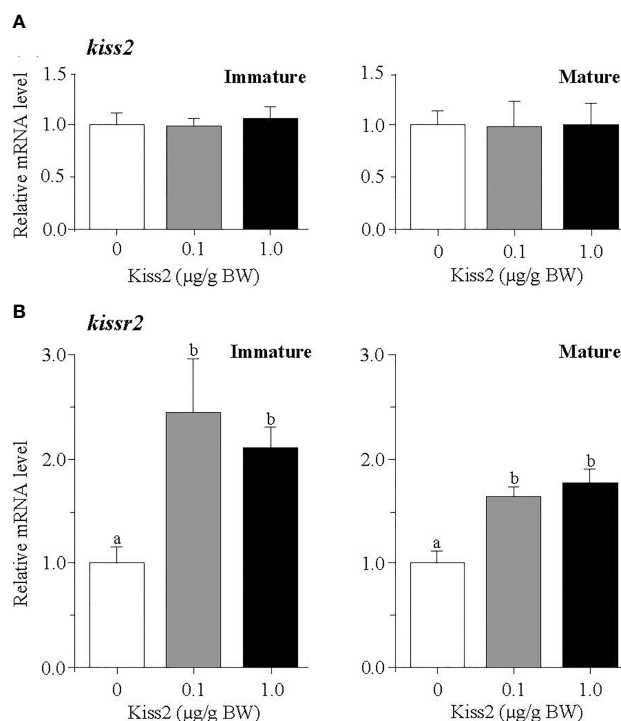 A
kiss2
Relative mRNA level
1.5
1.0
0.5
0.0
Immature
0
0.1
1.0
Kiss2 (µg/g BW)
1.5
1.0
0.5
0.0
Mature
0
0.1
1.0
Kiss2 (µg/g BW)
B
kissr2
Relative mRNA level
3.0
2.0
1.0
0.0
Immature
a
b
b
0
0.1
1.0
Kiss2 (µg/g BW)
3.0
2.0
1.0
0.0
Mature
a
b
b
0
0.1
1.0
Kiss2 (µg/g BW)